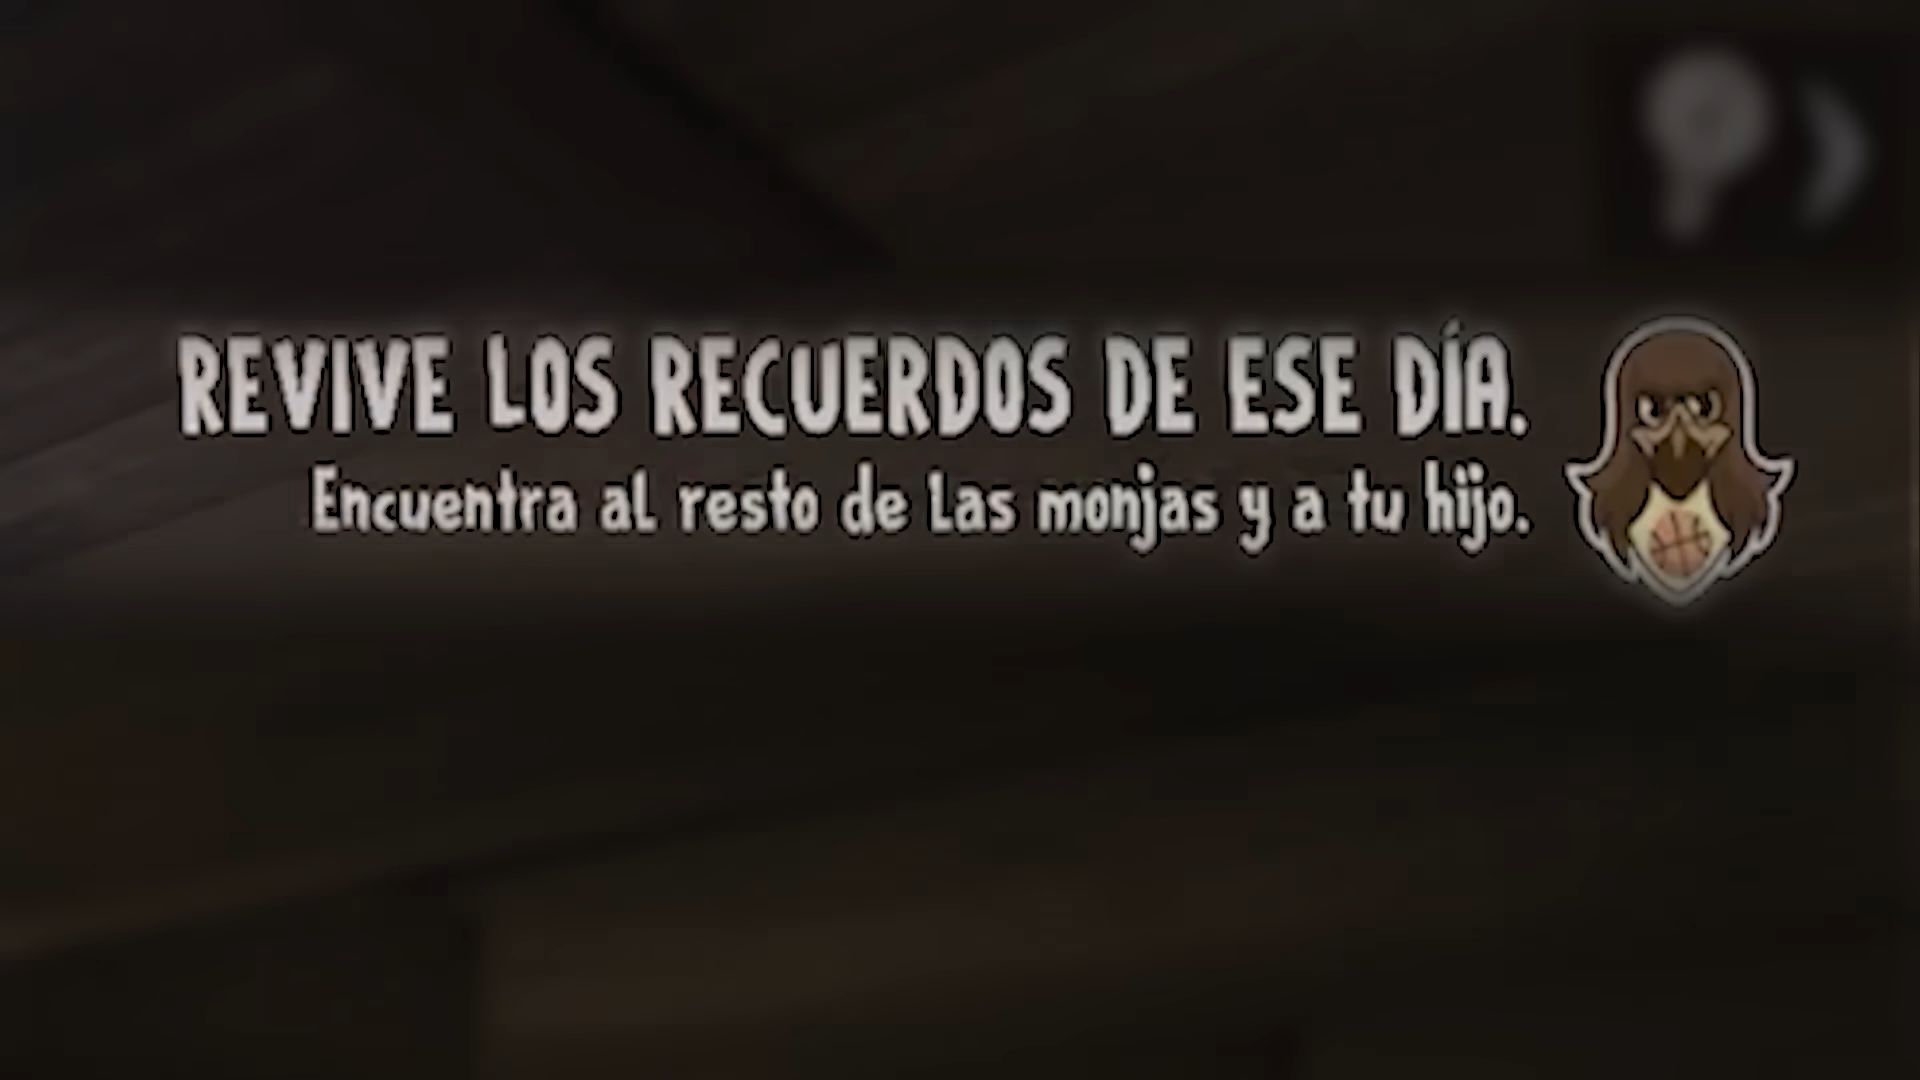 REVIVE LOS RECUERDOS DE ESE DÍA.
Encuentra al resto de las monjas y a tu hijo.